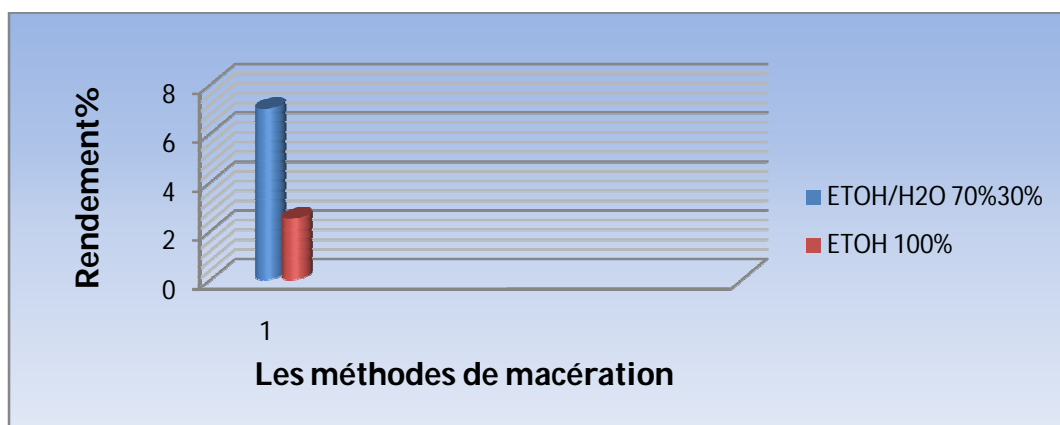 Rendement%
8
6
4
2
0
1
Les méthodes de macération
ETOH/H2O 70%30%
ETOH 100%